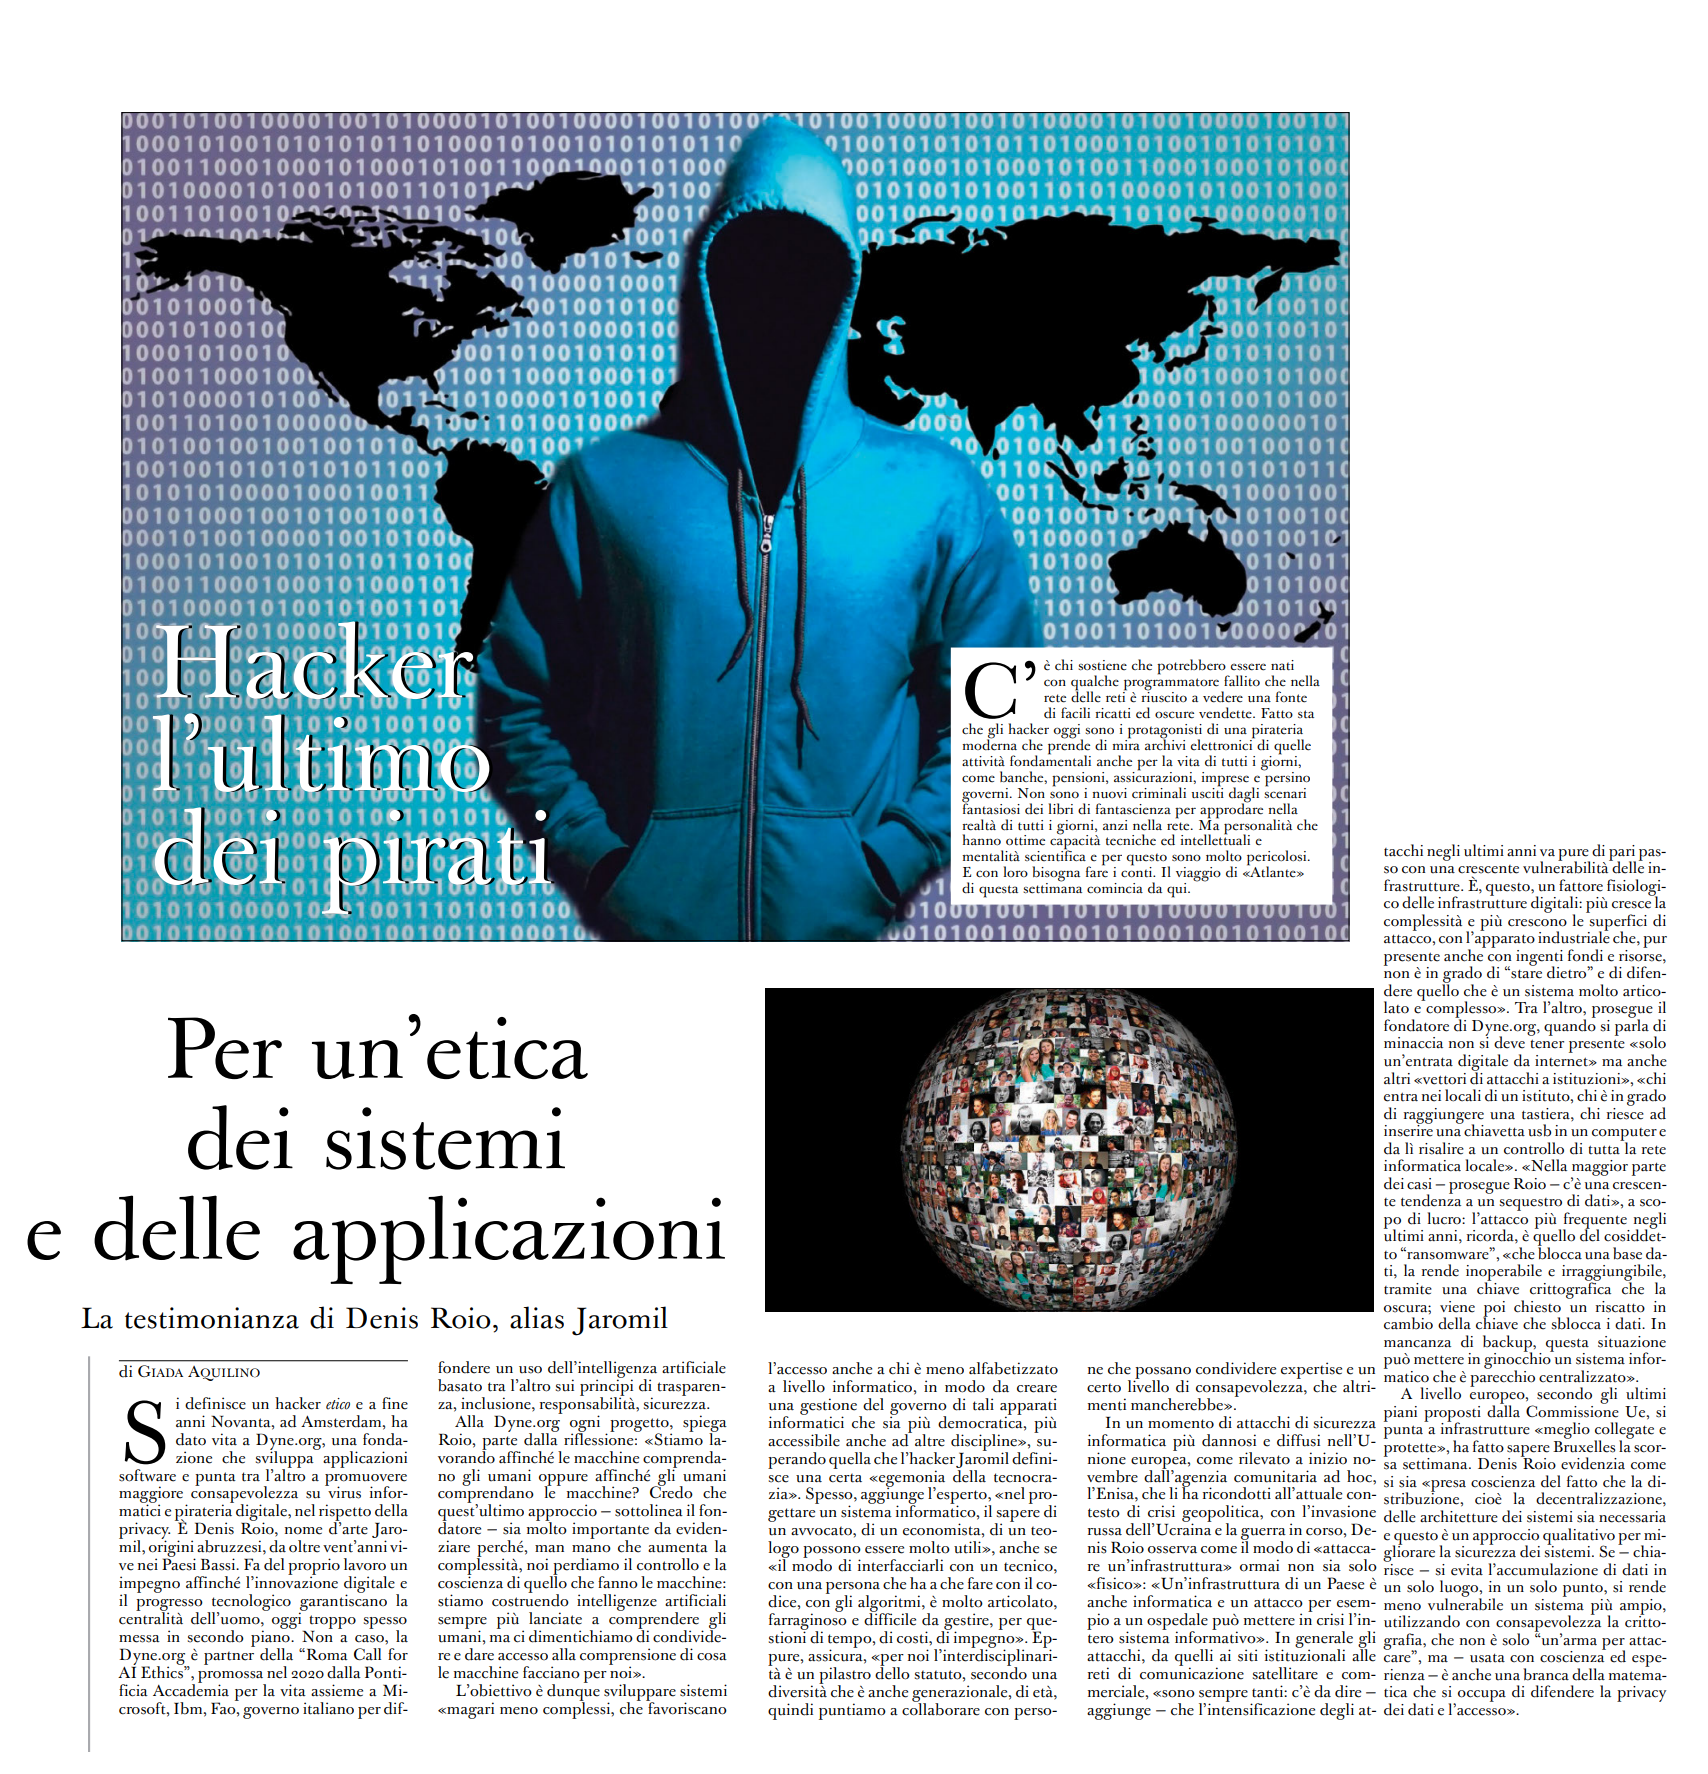 Hacker
l'ultimo
dei pirati
C'è chi sostiene che potrebbero essere nati
con qualche programmatore fallito che nella
rete delle reti è riuscito a vedere una fonte
di facili ricatti ed oscure vendette. Fatto sta
che gli hacker oggi sono i protagonisti di una pirateria
moderna che prende di mira archivi elettronici di quelle
attività fondamentali anche per la vita di tutti i giorni,
come banche, pensioni, assicurazioni, imprese e persino
governi. Non sono i nuovi criminali usciti dagli scenari
fantasiosi dei libri di fantascienza per approdare nella
realtà di tutti i giorni, anzi nella rete. Ma personalità che
hanno ottime capacità tecniche ed intellettuali e
mentalità scientifica e per questo sono molto pericolosi.
E con loro bisogna fare i conti. Il viaggio di «Atlante»
di questa settimana comincia da qui.
Per un'etica
dei sistemi
e delle applicazioni
La testimonianza di Denis Roio, alias Jaromil
di GIADA AQUILINO
Si definisce un hacker etico e a fine
anni Novanta, ad Amsterdam, ha
dato vita a Dyne.org, una fonda-
zione che sviluppa applicazioni
software e punta tra l'altro a promuovere
maggiore consapevolezza su virus infor-
matici e pirateria digitale, nel rispetto della
privacy. È Denis Roio, nome d'arte Jaro-
mil, origini abruzzesi, da oltre vent'anni vi-
ve nei Paesi Bassi. Fa del proprio lavoro un
impegno affinché l'innovazione digitale e
il progresso tecnologico garantiscano la
centralità dell'uomo, oggi troppo spesso
messa in secondo piano. Non a caso, la
Dyne.org è partner della “Roma Call for
AI Ethics”, promossa nel 2020 dalla Ponti-
ficia Accademia per la vita assieme a Mi-
crosoft, Ibm, Fao, governo italiano per dif-
fondere un uso dell'intelligenza artificiale
basato tra l'altro sui principi di trasparen-
za, inclusione, responsabilità, sicurezza.
Alla Dyne.org ogni progetto, spiega
Roio, parte dalla riflessione: «Stiamo la-
vorando affinché le macchine comprenda-
no gli umani oppure affinché gli umani
comprendano le macchine? Credo che
quest'ultimo approccio – sottolinea il fon-
datore – sia molto importante da eviden-
ziare perché, man mano che aumenta la
complessità, noi perdiamo il controllo e la
coscienza di quello che fanno le macchine:
stiamo costruendo intelligenze artificiali
sempre più lanciate a comprendere gli
umani, ma ci dimentichiamo di condivide-
re e dare accesso alla comprensione di cosa
le macchine facciano per noi».
L'obiettivo è dunque sviluppare sistemi
«magari meno complessi, che favoriscano
l'accesso anche a chi è meno alfabetizzato
a livello informatico, in modo da creare
una gestione del governo di tali apparati
informatici che sia più democratica, più
accessibile anche ad altre discipline», su-
perando quella che l'hacker Jaromil defini-
sce una certa «egemonia della tecnocra-
zia». Spesso, aggiunge l'esperto, «nel pro-
gettare un sistema informatico, il sapere di
un avvocato, di un economista, di un teo-
logo possono essere molto utili», anche se
«il modo di interfacciarli con un tecnico,
con una persona che ha a che fare con il co-
dice, con gli algoritmi, è molto articolato,
farraginoso e difficile da gestire, per que-
stioni di tempo, di costi, di impegno». Ep-
pure, assicura, «per noi l'interdisciplinari-
tà è un pilastro dello statuto, secondo una
diversità che è anche generazionale, di età,
quindi puntiamo a collaborare con perso-
ne che possano condividere expertise e un
certo livello di consapevolezza, che altri-
menti mancherebbe».
In un momento di attacchi di sicurezza
informatica più dannosi e diffusi nell'U-
nione europea, come rilevato a inizio no-
vembre dall'agenzia comunitaria ad hoc,
l'Enisa, che li ha ricondotti all'attuale con-
testo di crisi geopolitica, con l'invasione
russa dell'Ucraina e la guerra in corso, De-
nis Roio osserva come il modo di «attacca-
re un'infrastruttura» ormai non sia solo
«fisico»: «Un'infrastruttura di un Paese è
anche informatica e un attacco per esem-
pio a un ospedale può mettere in crisi l'in-
tero sistema informativo». In generale gli
attacchi, da quelli ai siti istituzionali alle
reti di comunicazione satellitare e com-
merciale, «sono sempre tanti: c'è da dire –
aggiunge – che l'intensificazione degli at-
tacchi negli ultimi anni va pure di pari pas-
so con una crescente vulnerabilità delle in-
frastrutture. È, questo, un fattore fisiologi-
co delle infrastrutture digitali: più cresce la
complessità e più crescono le superfici di
attacco, con l'apparato industriale che, pur
presente anche con ingenti fondi e risorse,
non è in grado di “stare dietro” e di difen-
dere quello che è un sistema molto artico-
lato e complesso». Tra l'altro, prosegue il
fondatore di Dyne.org, quando si parla di
minaccia non si deve tener presente «solo
un'entrata digitale da internet» ma anche
altri «vettori di attacchi a istituzioni», «chi
entra nei locali di un istituto, chi è in grado
di raggiungere una tastiera, chi riesce ad
inserire una chiavetta usb in un computer e
da lì risalire a un controllo di tutta la rete
informatica locale». «Nella maggior parte
dei casi – prosegue Roio – c'è una crescen-
te tendenza a un sequestro di dati», a sco-
po di lucro: l'attacco più frequente negli
ultimi anni, ricorda, è quello del cosiddet-
to “ransomware”, «che blocca una base da-
ti, la rende inoperabile e irraggiungibile,
tramite una chiave crittografica che la
oscura; viene poi chiesto un riscatto in
cambio della chiave che sblocca i dati. In
mancanza di backup, questa situazione
può mettere in ginocchio un sistema infor-
matico che è parecchio centralizzato».
A livello europeo, secondo gli ultimi
piani proposti dalla Commissione Ue, si
punta a infrastrutture «meglio collegate e
protette», ha fatto sapere Bruxelles la scor-
sa settimana. Denis Roio evidenzia come
si sia «presa coscienza del fatto che la di-
stribuzione, cioè la decentralizzazione,
delle architetture dei sistemi sia necessaria
e questo è un approccio qualitativo per mi-
gliorare la sicurezza dei sistemi. Se – chia-
risce – si evita l'accumulazione di dati in
un solo luogo, in un solo punto, si rende
meno vulnerabile un sistema più ampio,
utilizzando con consapevolezza la critto-
grafia, che non è solo “un'arma per attac-
care”, ma – usata con coscienza ed espe-
rienza – è anche una branca della matema-
tica che si occupa di difendere la privacy
dei dati e l'accesso».